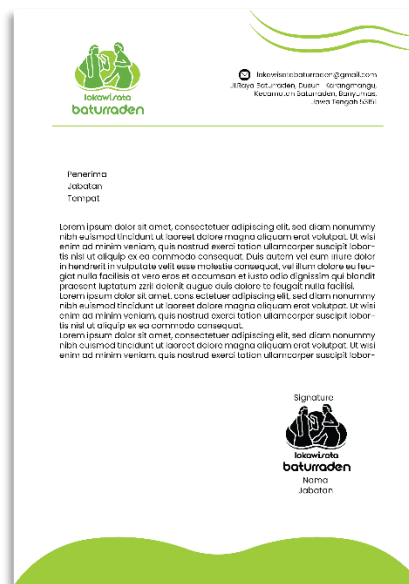 lokawisata
baturraden
lokawisatabaturraden@gmail.com
Jl.Raya Baturraden, Dusun I Karangmangu,
Kecamatan Baturaden, Banyumas,
Jawa Tengah 53151
Penerima
Jabatan
Tempat
Lorem ipsum dolor sit amet, consectetuer adipiscing elit, sed diam nonummy
nibh euismod tincidunt ut laoreet dolore magna aliquam erat volutpat. Ut wisi
enim ad minim veniam, quis nostrud exerci tation ullamcorper suscipit lobor-
tis nisl ut aliquip ex ea commodo consequat. Duis autem vel eum iriure dolor
in hendrerit in vulputate velit esse molestie consequat, vel illum dolore eu feu-
giat nulla facilisis at vero eros et accumsan et iusto odio dignissim qui blandit
praesent luptatum zzril delenit augue duis dolore te feugait nulla facilisi.
Lorem ipsum dolor sit amet, cons ectetuer adipiscing elit, sed diam nonummy
nibh euismod tincidunt ut laoreet dolore magna aliquam erat volutpat. Ut wisi
enim ad minim veniam, quis nostrud exerci tation ullamcorper suscipit lobor-
tis nisl ut aliquip ex ea commodo consequat.
Lorem ipsum dolor sit amet, consectetuer adipiscing elit, sed diam nonummy
nibh euismod tincidunt ut laoreet dolore magna aliquam erat volutpat. Ut wisi
enim ad minim veniam, quis nostrud exerci tation ullamcorper suscipit lobor-
Signature
lokawisata
baturraden
Nama
Jabatan